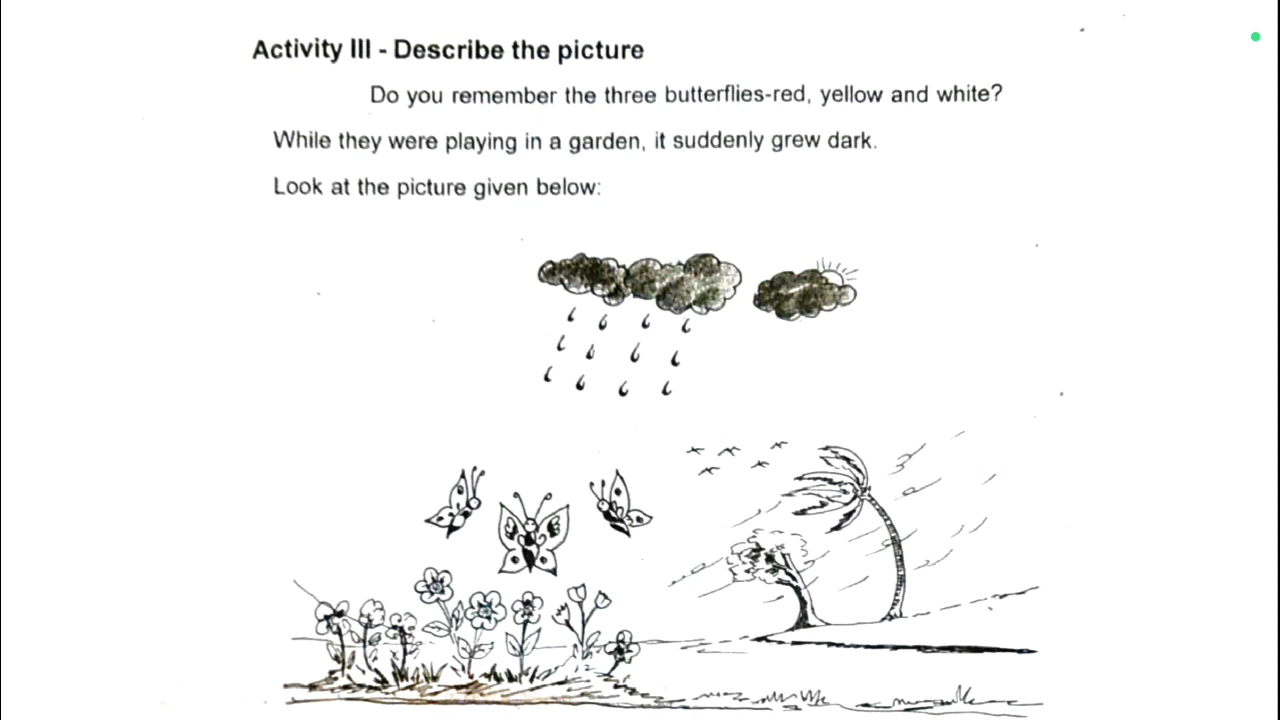 Activity III - Describe the picture
Do you remember the three butterflies-red, yellow and white?
While they were playing in a garden, it suddenly grew dark.
Look at the picture given below: